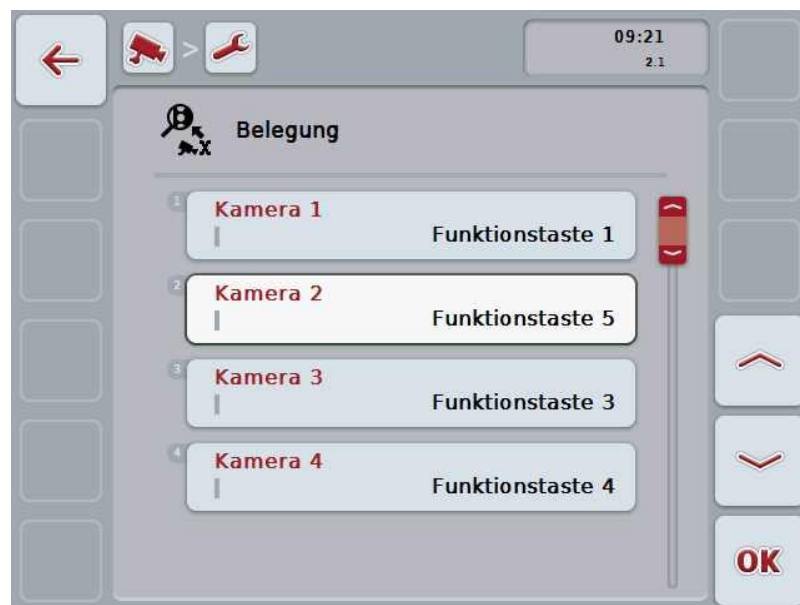 >
09:21
2.1
Belegung
1
Kamera 1
Funktionstaste 1
2
Kamera 2
Funktionstaste 5
3
Kamera 3
Funktionstaste 3
4
Kamera 4
Funktionstaste 4
OK